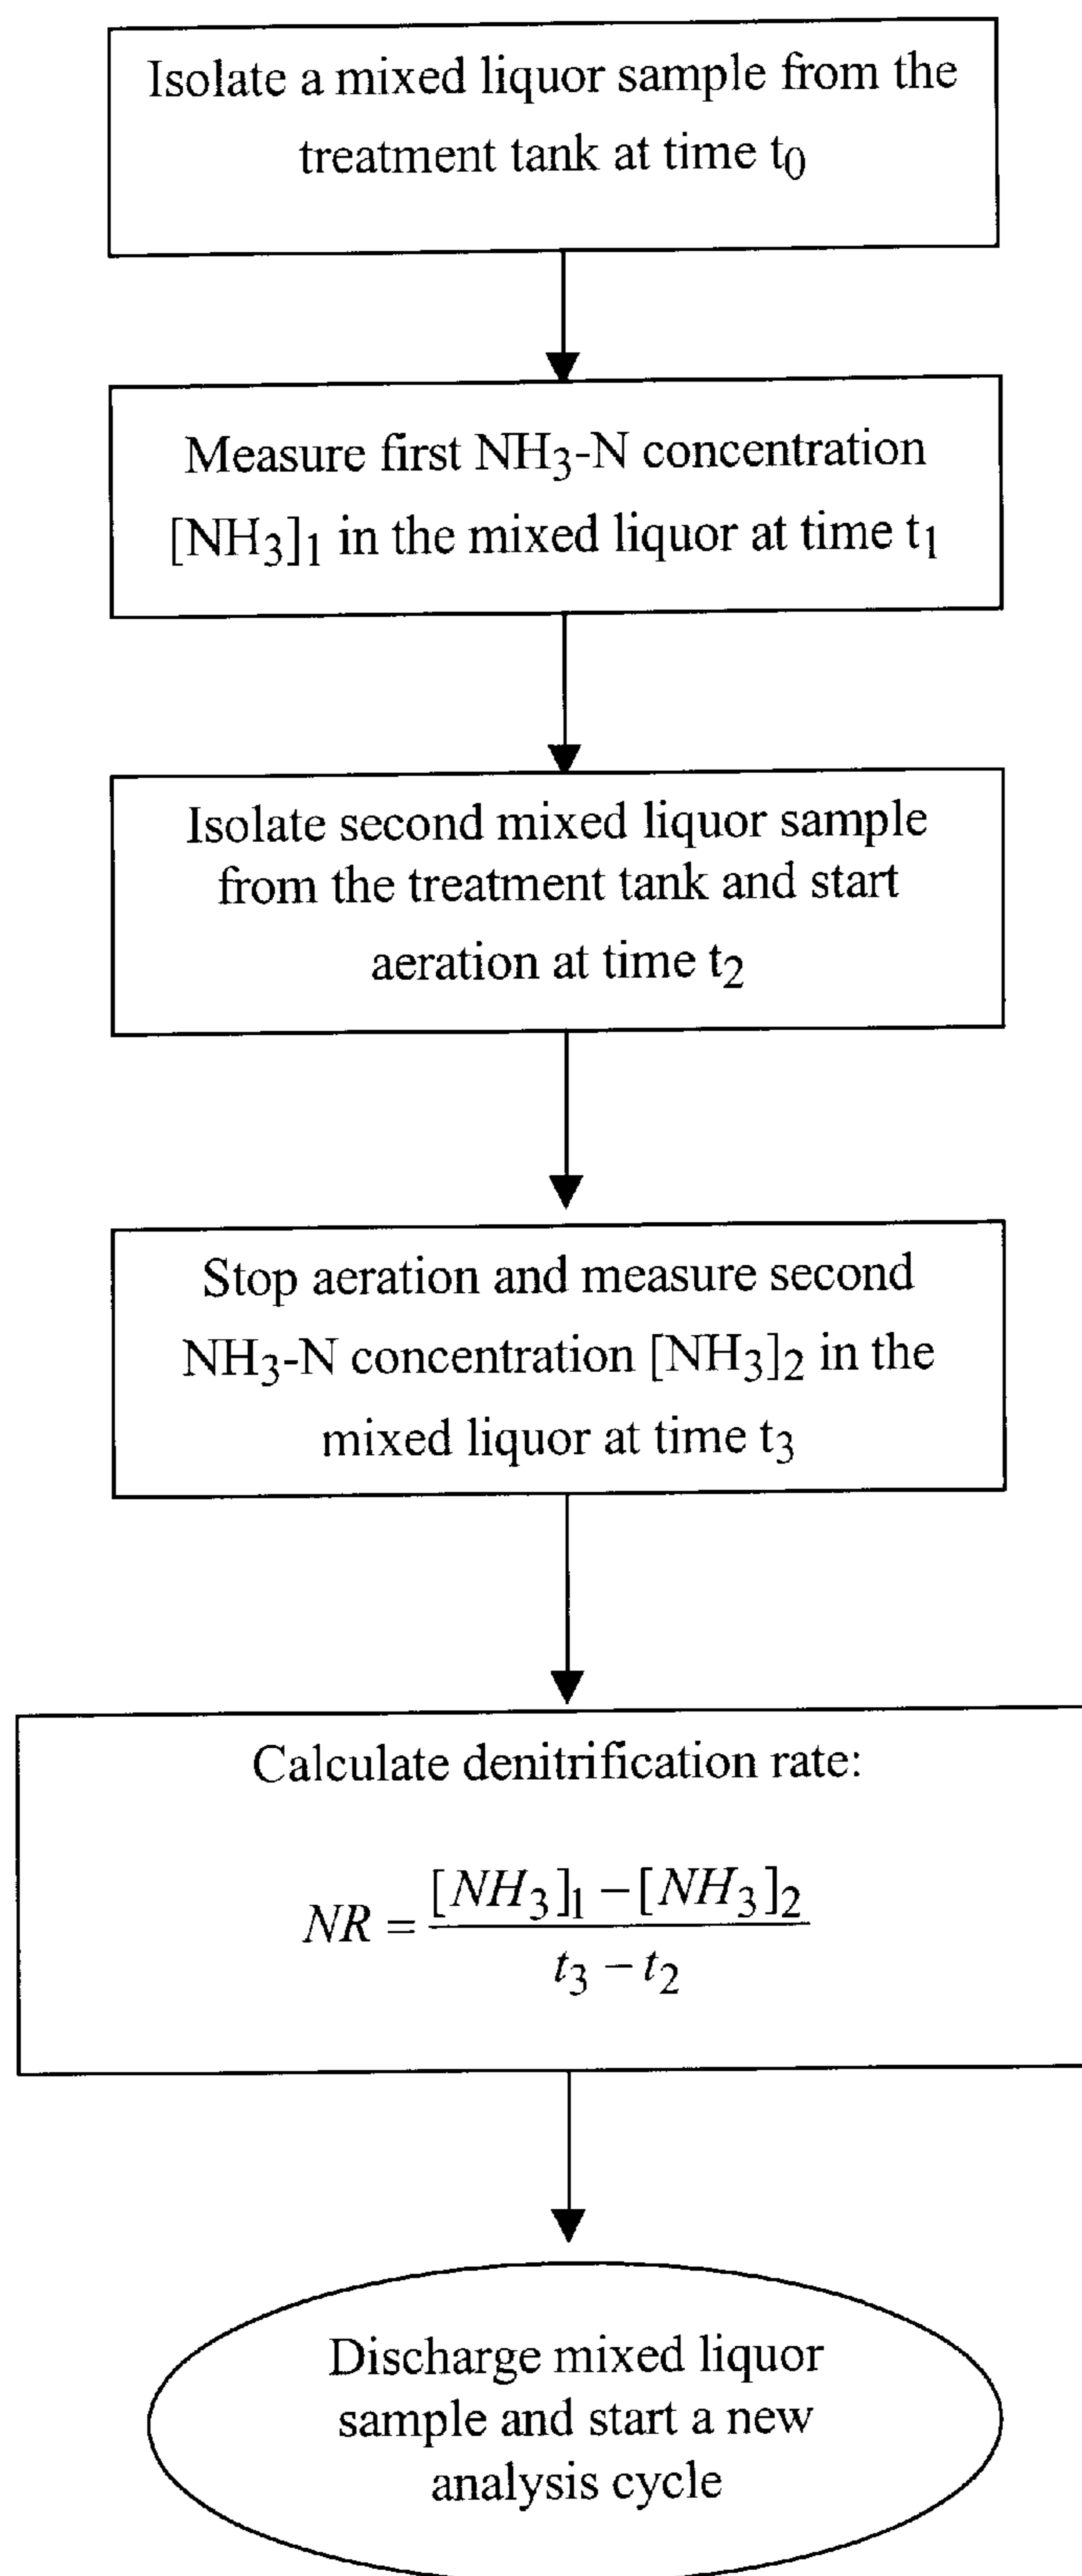 Isolate a mixed liquor sample from the
treatment tank at time t0
Measure first NH3-N concentration
[NH3]1 in the mixed liquor at time t1
Isolate second mixed liquor sample
from the treatment tank and start
aeration at time t2
Stop aeration and measure second
NH3-N concentration [NH3]2 in the
mixed liquor at time t3
Calculate denitrification rate:
NR = [NH3]1 − [NH3]2
t3 − t2
Discharge mixed liquor
sample and start a new
analysis cycle